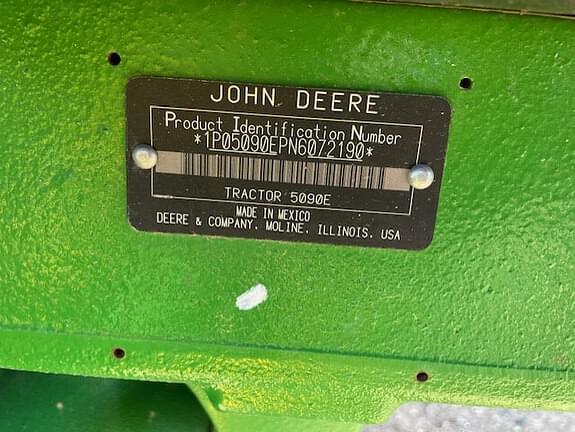 JOHN DEERE
Product Identification Number
*1P05090EPN6072190*
TRACTOR 5090E
MADE IN MEXICO
DEERE & COMPANY, MOLINE, ILLINOIS, USA